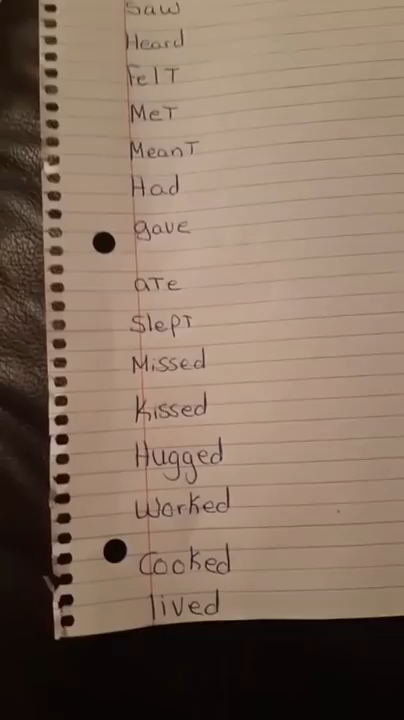 Saw
Heard
FelT
MeT
MeanT
Had
gave
aTe
SlepT
Missed
Kissed
Hugged
Worked
Cooked
lived